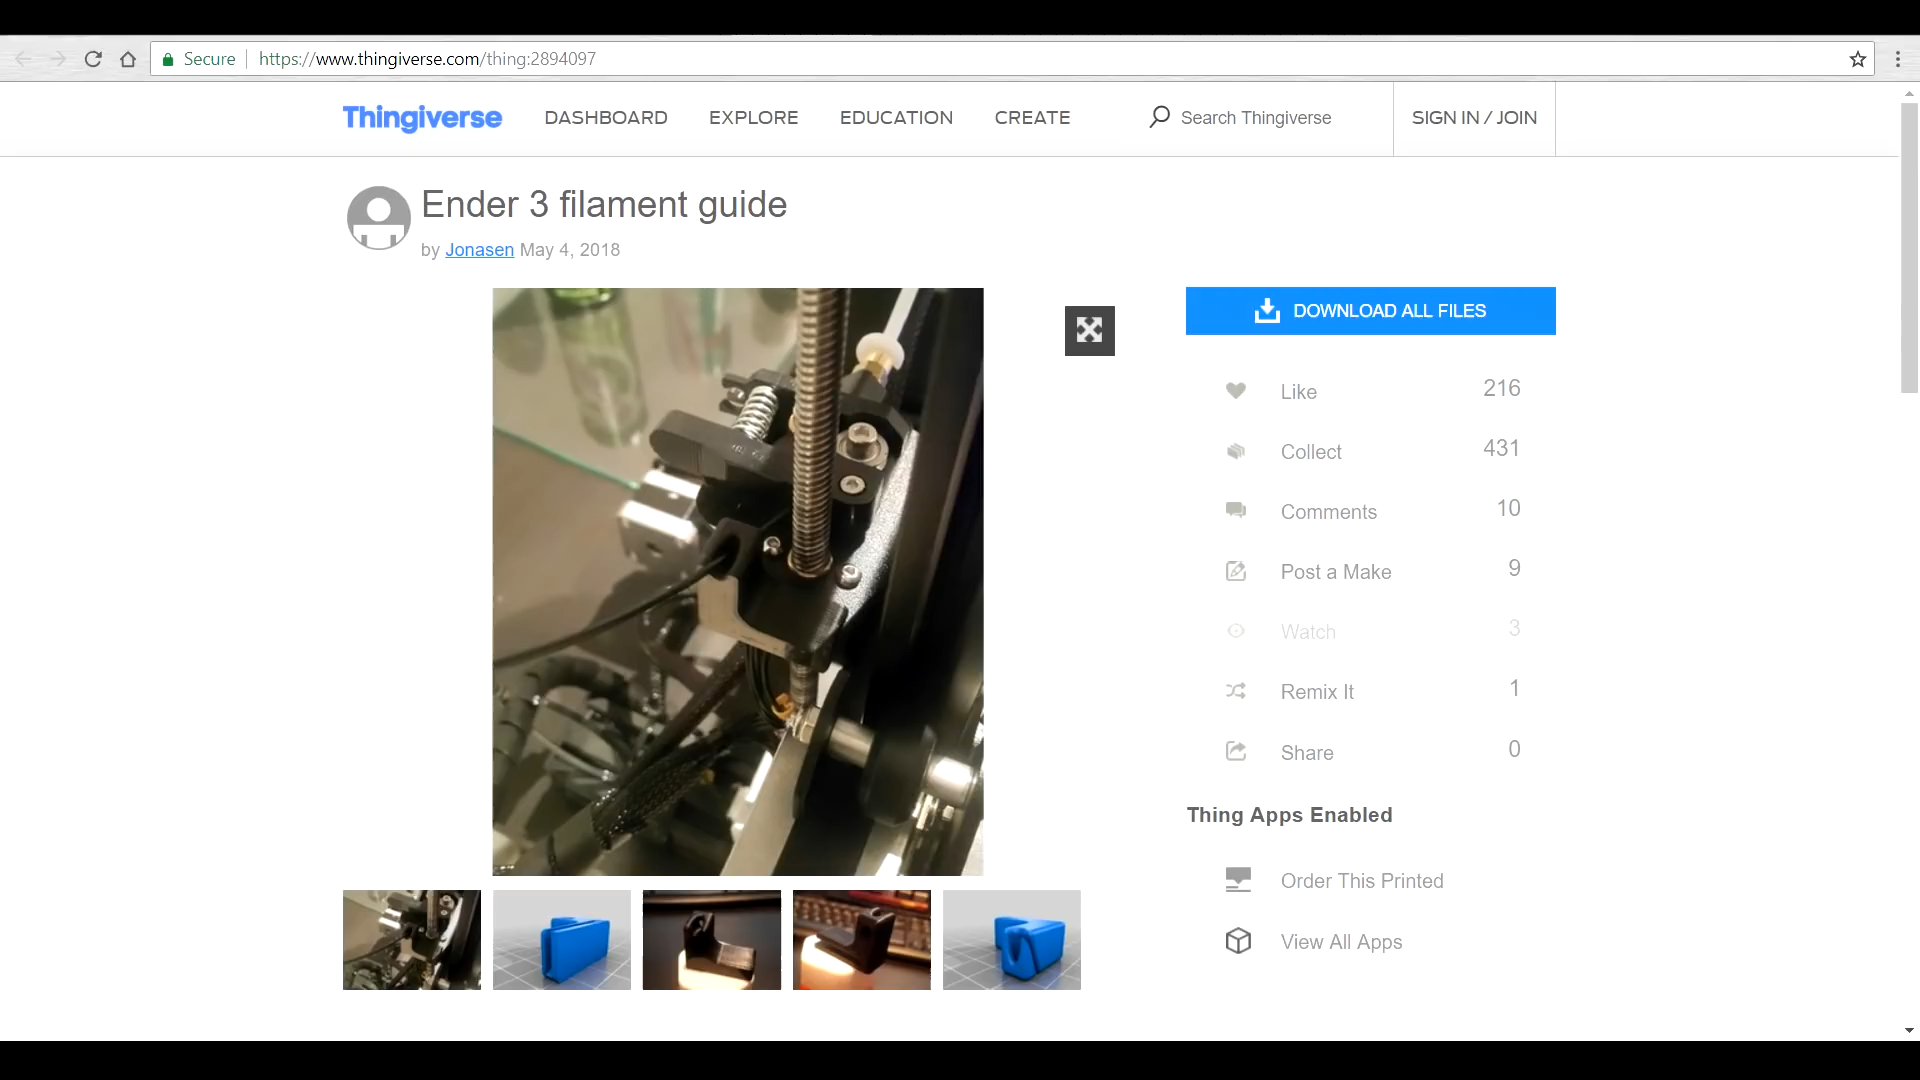 Secure https://www.thingiverse.com/thing:2894097
Thingiverse DASHBOARD EXPLORE EDUCATION CREATE Search Thingiverse SIGN IN / JOIN
Ender 3 filament guide
by Jonasen May 4, 2018
DOWNLOAD ALL FILES
Like 216
Collect 431
Comments 10
Post a Make 9
Watch 3
Remix It 1
Share 0
Thing Apps Enabled
Order This Printed
View All Apps